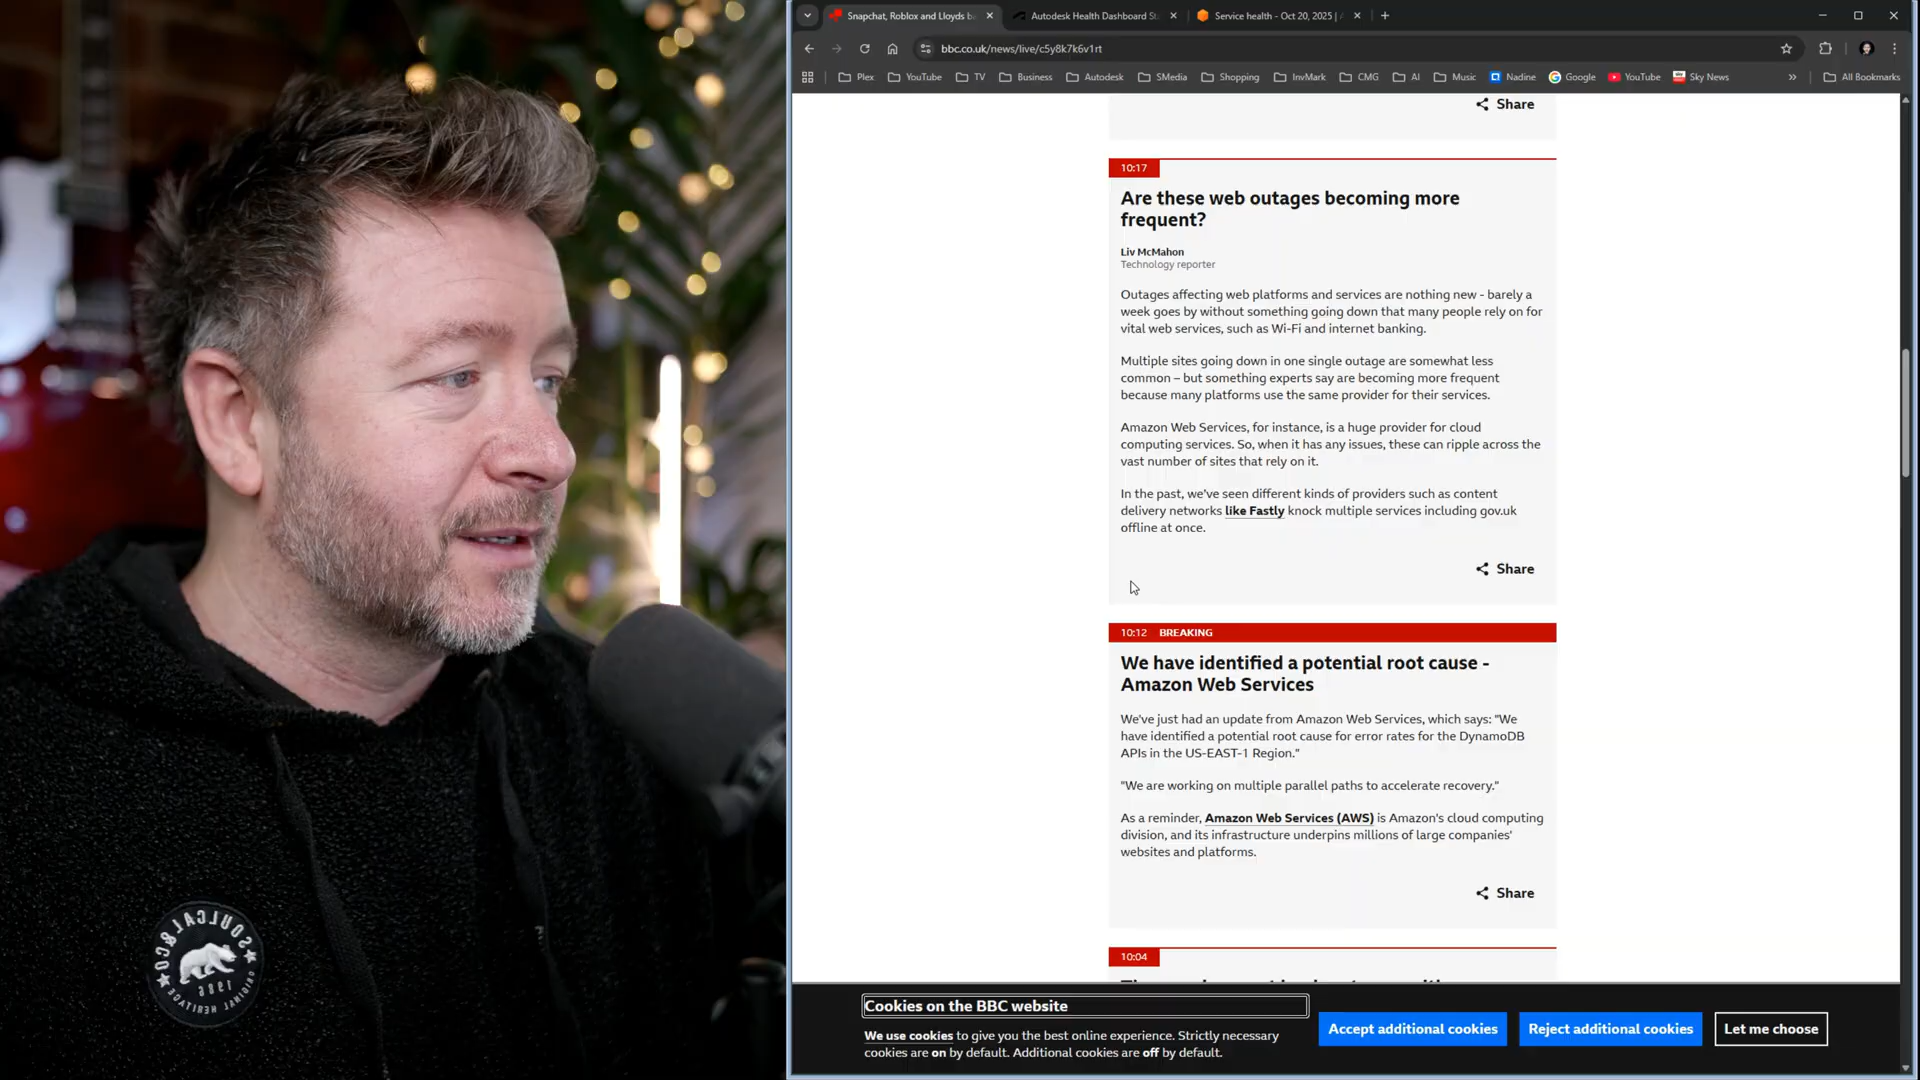 Snapchat, Roblox and Lloyds b
Autodesk Health Dashboard St
Service health - Oct 20, 2025 |
bbc.co.uk/news/live/c5y8k7k6v1rt
Plex
YouTube
TV
Business
Autodesk
SMedia
Shopping
InvMark
CMG
AI
Music
Nadine
Google
YouTube
Sky News
All Bookmarks
Share
10:17
Are these web outages becoming more
frequent?
Liv McMahon
Technology reporter
Outages affecting web platforms and services are nothing new - barely a
week goes by without something going down that many people rely on for
vital web services, such as Wi-Fi and internet banking.
Multiple sites going down in one single outage are somewhat less
common – but something experts say are becoming more frequent
because many platforms use the same provider for their services.
Amazon Web Services, for instance, is a huge provider for cloud
computing services. So, when it has any issues, these can ripple across the
vast number of sites that rely on it.
In the past, we've seen different kinds of providers such as content
delivery networks like Fastly knock multiple services including gov.uk
offline at once.
Share
10:12 BREAKING
We have identified a potential root cause -
Amazon Web Services
We've just had an update from Amazon Web Services, which says: "We
have identified a potential root cause for error rates for the DynamoDB
APIs in the US-EAST-1 Region."
"We are working on multiple parallel paths to accelerate recovery."
As a reminder, Amazon Web Services (AWS) is Amazon's cloud computing
division, and its infrastructure underpins millions of large companies'
websites and platforms.
Share
10:04
Cookies on the BBC website
We use cookies to give you the best online experience. Strictly necessary
cookies are on by default. Additional cookies are off by default.
Accept additional cookies
Reject additional cookies
Let me choose
SOULCAL&CO
ORIGINAL HERITAGE
1986